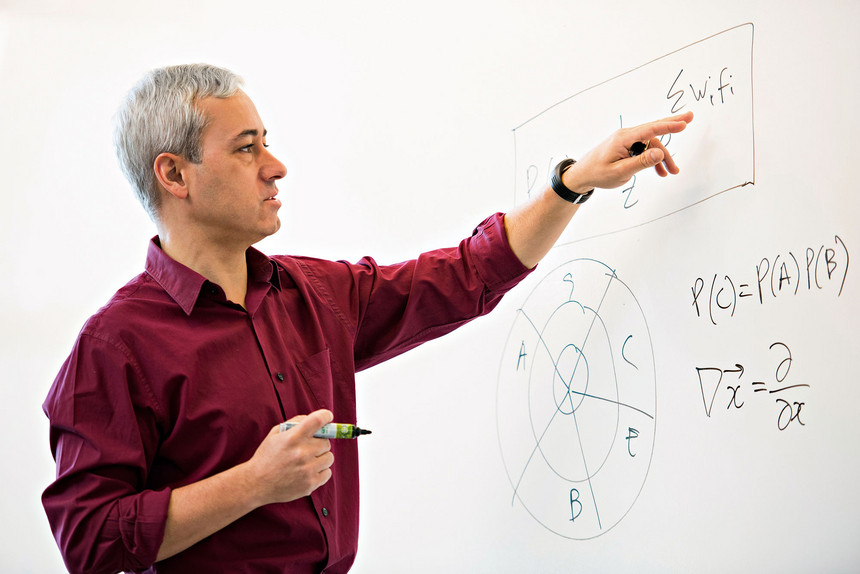 Σwᵢfᵢ
P(
Z
P(C)=P(A)P(B)
∇x⃗=∂/∂x
S
A
C
E
B